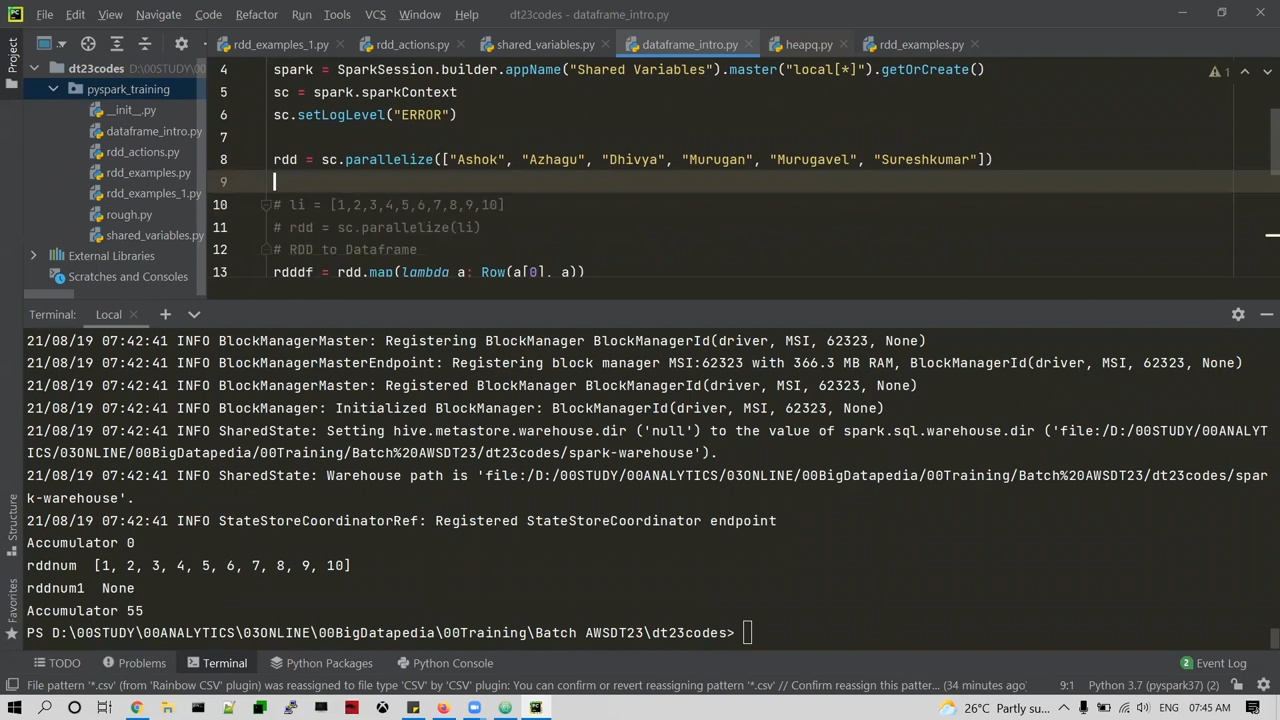 PC File Edit View Navigate Code Refactor Run Tools VCS Window Help dt23codes - dataframe_intro.py
rdd_examples_1.py rdd_actions.py shared_variables.py dataframe_intro.py heapq.py rdd_examples.py
Project
dt23codes D:\00STUDY\00
pyspark_training
__init__.py
dataframe_intro.py
rdd_actions.py
rdd_examples.py
rdd_examples_1.py
rough.py
shared_variables.py
External Libraries
Scratches and Consoles
4 spark = SparkSession.builder.appName("Shared Variables").master("local[*]").getOrCreate()
5 sc = spark.sparkContext
6 sc.setLogLevel("ERROR")
7
8 rdd = sc.parallelize(["Ashok", "Azhagu", "Dhivya", "Murugan", "Murugavel", "Sureshkumar"])
9
10 # li = [1,2,3,4,5,6,7,8,9,10]
11 # rdd = sc.parallelize(li)
12 # RDD to Dataframe
13 rdddf = rdd.map(lambda a: Row(a[0], a))
1
Terminal: Local
21/08/19 07:42:41 INFO BlockManagerMaster: Registering BlockManager BlockManagerId(driver, MSI, 62323, None)
21/08/19 07:42:41 INFO BlockManagerMasterEndpoint: Registering block manager MSI:62323 with 366.3 MB RAM, BlockManagerId(driver, MSI, 62323, None)
21/08/19 07:42:41 INFO BlockManagerMaster: Registered BlockManager BlockManagerId(driver, MSI, 62323, None)
21/08/19 07:42:41 INFO BlockManager: Initialized BlockManager: BlockManagerId(driver, MSI, 62323, None)
21/08/19 07:42:41 INFO SharedState: Setting hive.metastore.warehouse.dir ('null') to the value of spark.sql.warehouse.dir ('file:/D:/00STUDY/00ANALYT
ICS/03ONLINE/00BigDatapedia/00Training/Batch%20AWSDT23/dt23codes/spark-warehouse').
21/08/19 07:42:41 INFO SharedState: Warehouse path is 'file:/D:/00STUDY/00ANALYTICS/03ONLINE/00BigDatapedia/00Training/Batch%20AWSDT23/dt23codes/spar
k-warehouse'.
21/08/19 07:42:41 INFO StateStoreCoordinatorRef: Registered StateStoreCoordinator endpoint
Accumulator 0
rddnum  [1, 2, 3, 4, 5, 6, 7, 8, 9, 10]
rddnum1  None
Accumulator 55
PS D:\00STUDY\00ANALYTICS\03ONLINE\00BigDatapedia\00Training\Batch AWSDT23\dt23codes>
Structure
Favorites
TODO Problems Terminal Python Packages Python Console 2 Event Log
File pattern '*.csv' (from 'Rainbow CSV' plugin) was reassigned to file type 'CSV' by 'CSV' plugin: You can confirm or revert reassigning pattern '*.csv' // Confirm reassign this patter... (34 minutes ago) 9:1 Python 3.7 (pyspark37) (2)
26°C Partly su... ENG 07:45 AM